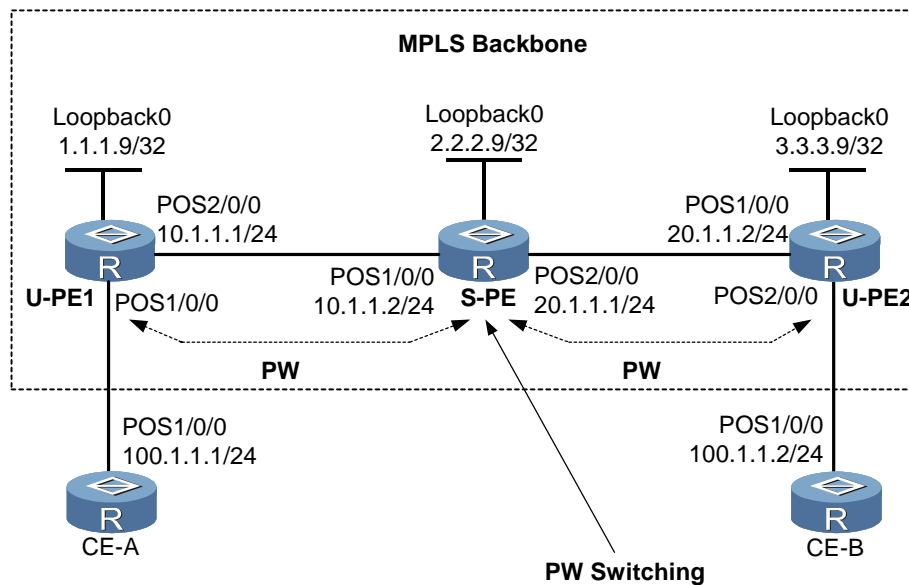 MPLS Backbone
Loopback0
1.1.1.9/32
Loopback0
2.2.2.9/32
Loopback0
3.3.3.9/32
POS2/0/0
10.1.1.1/24
POS1/0/0
20.1.1.2/24
R
R
R
U-PE1
POS1/0/0
POS1/0/0
10.1.1.2/24
S-PE
POS2/0/0
20.1.1.1/24
POS2/0/0
U-PE2
PW
PW
POS1/0/0
100.1.1.1/24
POS1/0/0
100.1.1.2/24
R
CE-A
R
CE-B
PW Switching